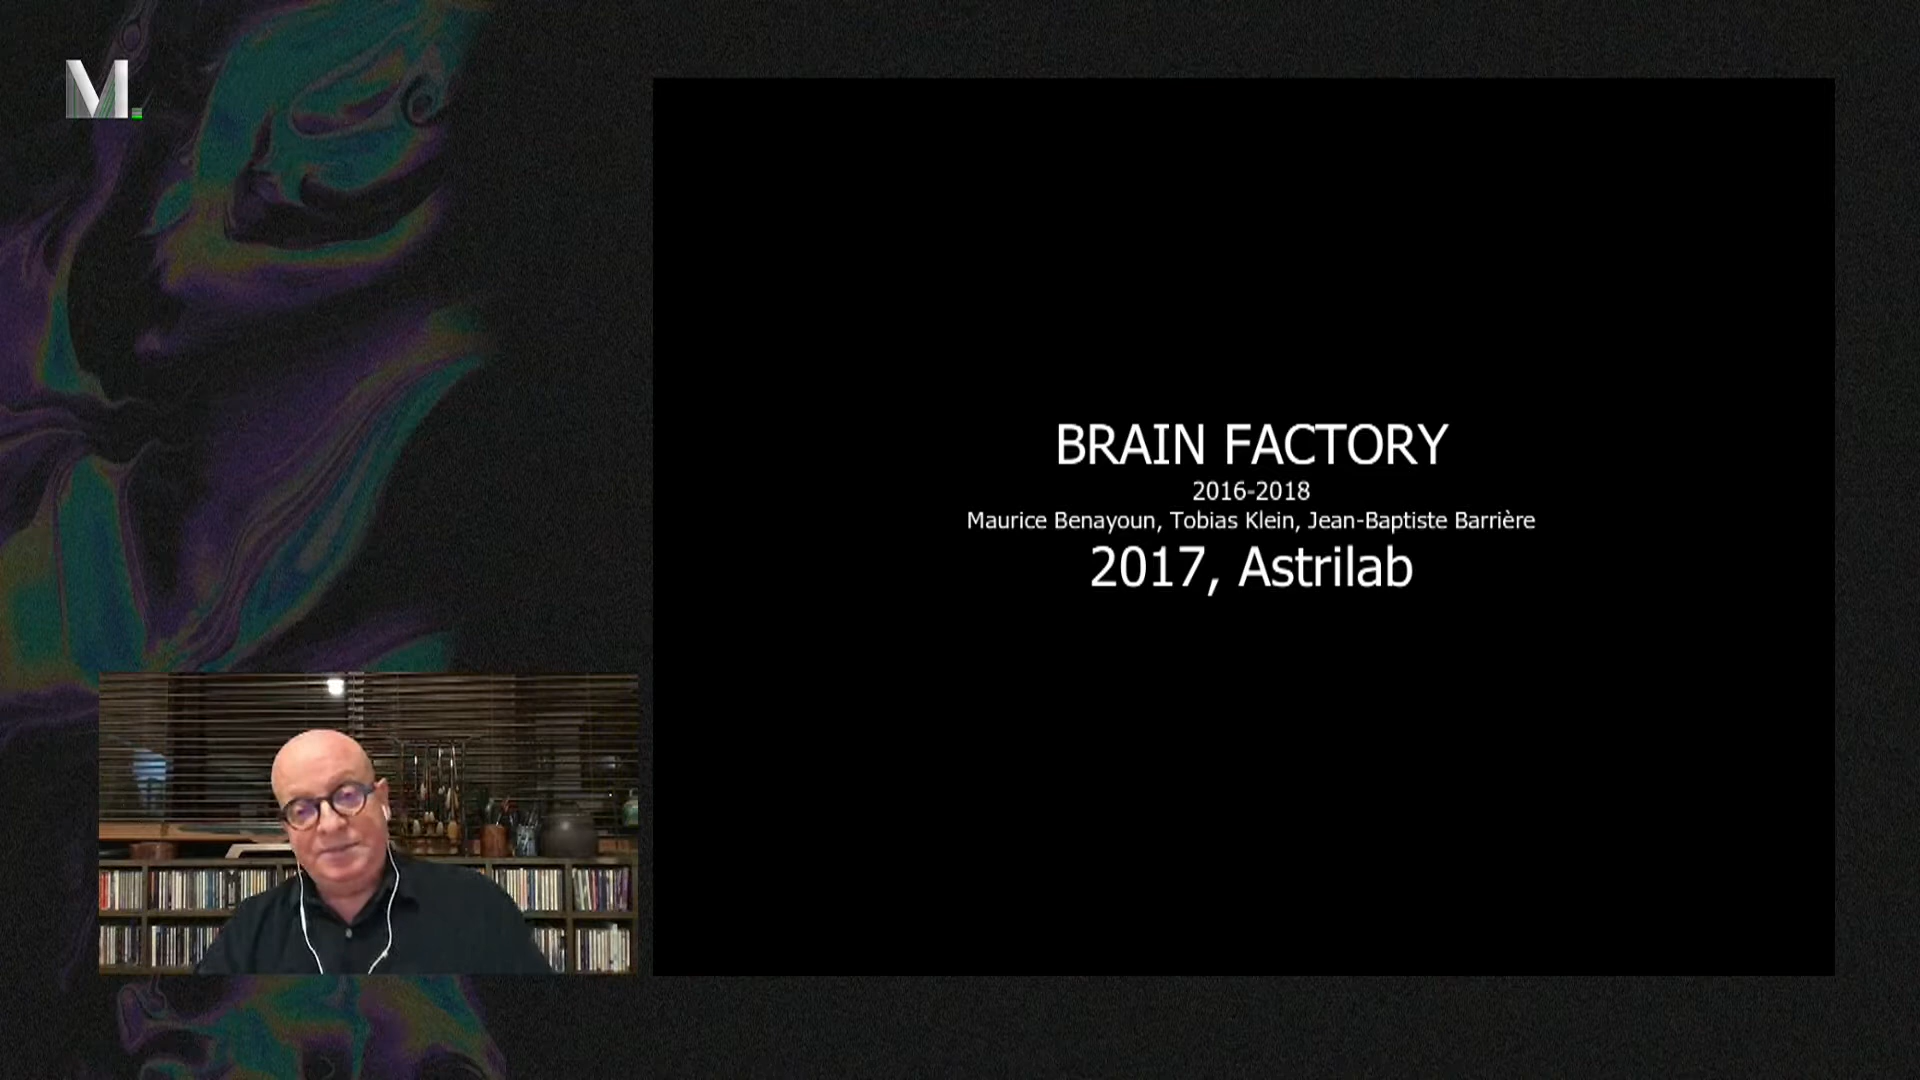 M.
BRAIN FACTORY
2016-2018
Maurice Benayoun, Tobias Klein, Jean-Baptiste Barrière
2017, Astrilab